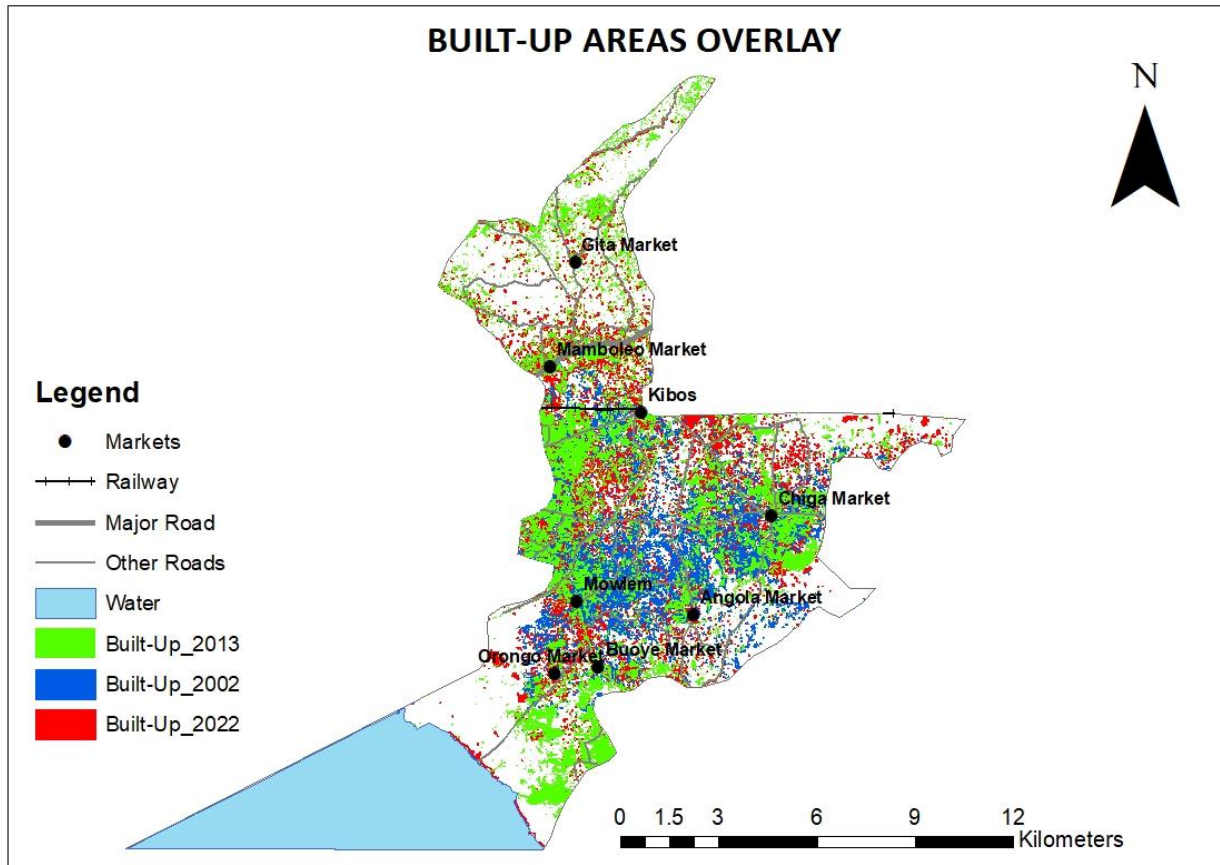 BUILT-UP AREAS OVERLAY
N
Gita Market
Mamboleo Market
Kibos
Chiga Market
Mowlem
Angola Market
Buoye Market
Orongo Market
Legend
Markets
Railway
Major Road
Other Roads
Water
Built-Up_2013
Built-Up_2002
Built-Up_2022
0 1.5 3 6 9 12
Kilometers